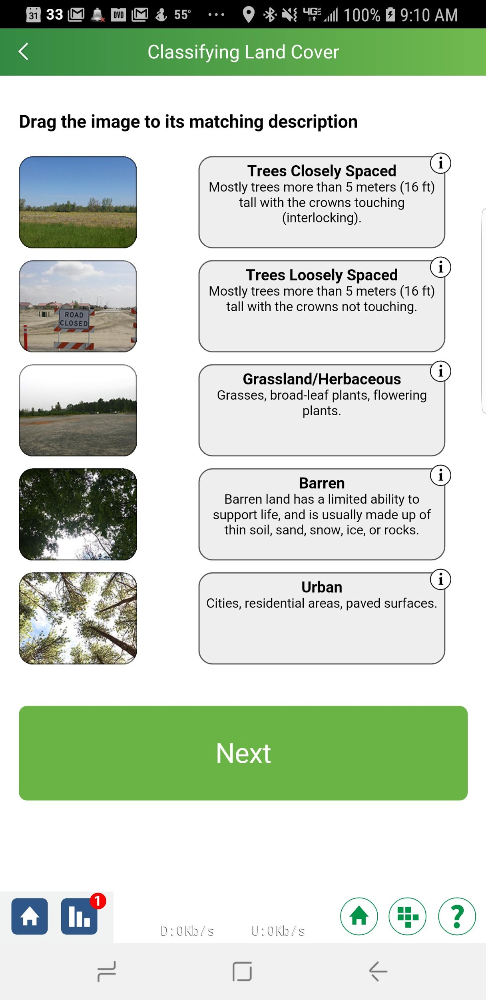 31 33 DVD 55° ... 4G LTE 100% 9:10 AM
Classifying Land Cover
Drag the image to its matching description
Trees Closely Spaced
Mostly trees more than 5 meters (16 ft)
tall with the crowns touching
(interlocking).
i
ROAD
CLOSED
Trees Loosely Spaced
Mostly trees more than 5 meters (16 ft)
tall with the crowns not touching.
i
Grassland/Herbaceous
Grasses, broad-leaf plants, flowering
plants.
i
Barren
Barren land has a limited ability to
support life, and is usually made up of
thin soil, sand, snow, ice, or rocks.
i
Urban
Cities, residential areas, paved surfaces.
i
Next
1
D:0Kb/s U:0Kb/s
?